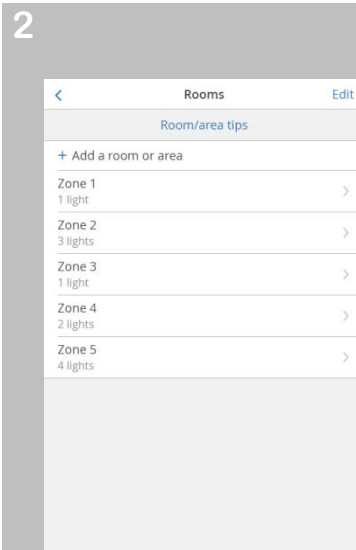 2
Rooms Edit
Room/area tips
+ Add a room or area
Zone 1
1 light
Zone 2
3 lights
Zone 3
1 light
Zone 4
2 lights
Zone 5
4 lights